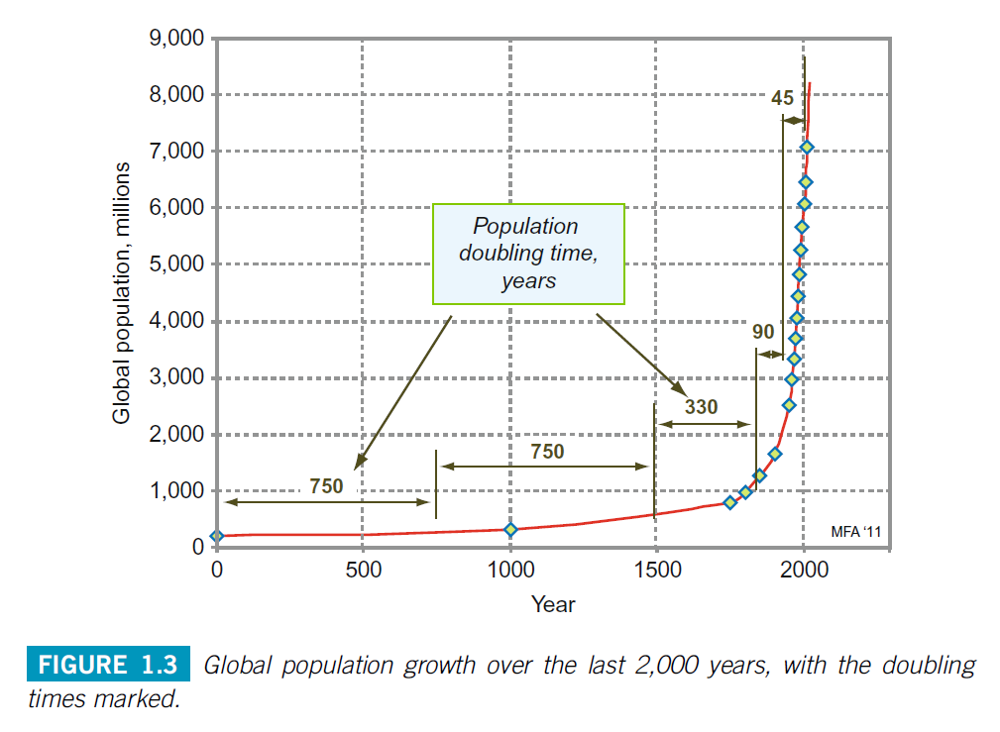 9,000
8,000
7,000
6,000
5,000
4,000
3,000
2,000
1,000
0
Global population, millions
Population
doubling time,
years
750
750
330
90
45
MFA ‘11
0
500
1000
1500
2000
Year
FIGURE 1.3 Global population growth over the last 2,000 years, with the doubling
times marked.